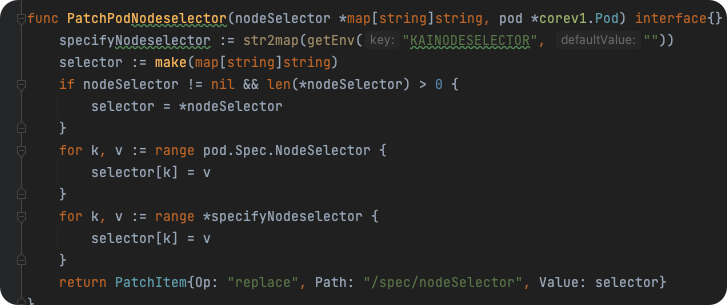 func PatchPodNodeselector(nodeSelector *map[string]string, pod *corev1.Pod) interface{}
specifyNodeselector := str2map(getEnv( key: "KAINODESELECTOR", defaultValue: ""))
selector := make(map[string]string)
if nodeSelector != nil && len(*nodeSelector) > 0 {
selector = *nodeSelector
}
for k, v := range pod.Spec.NodeSelector {
selector[k] = v
}
for k, v := range *specifyNodeselector {
selector[k] = v
}
return PatchItem{Op: "replace", Path: "/spec/nodeSelector", Value: selector}
}